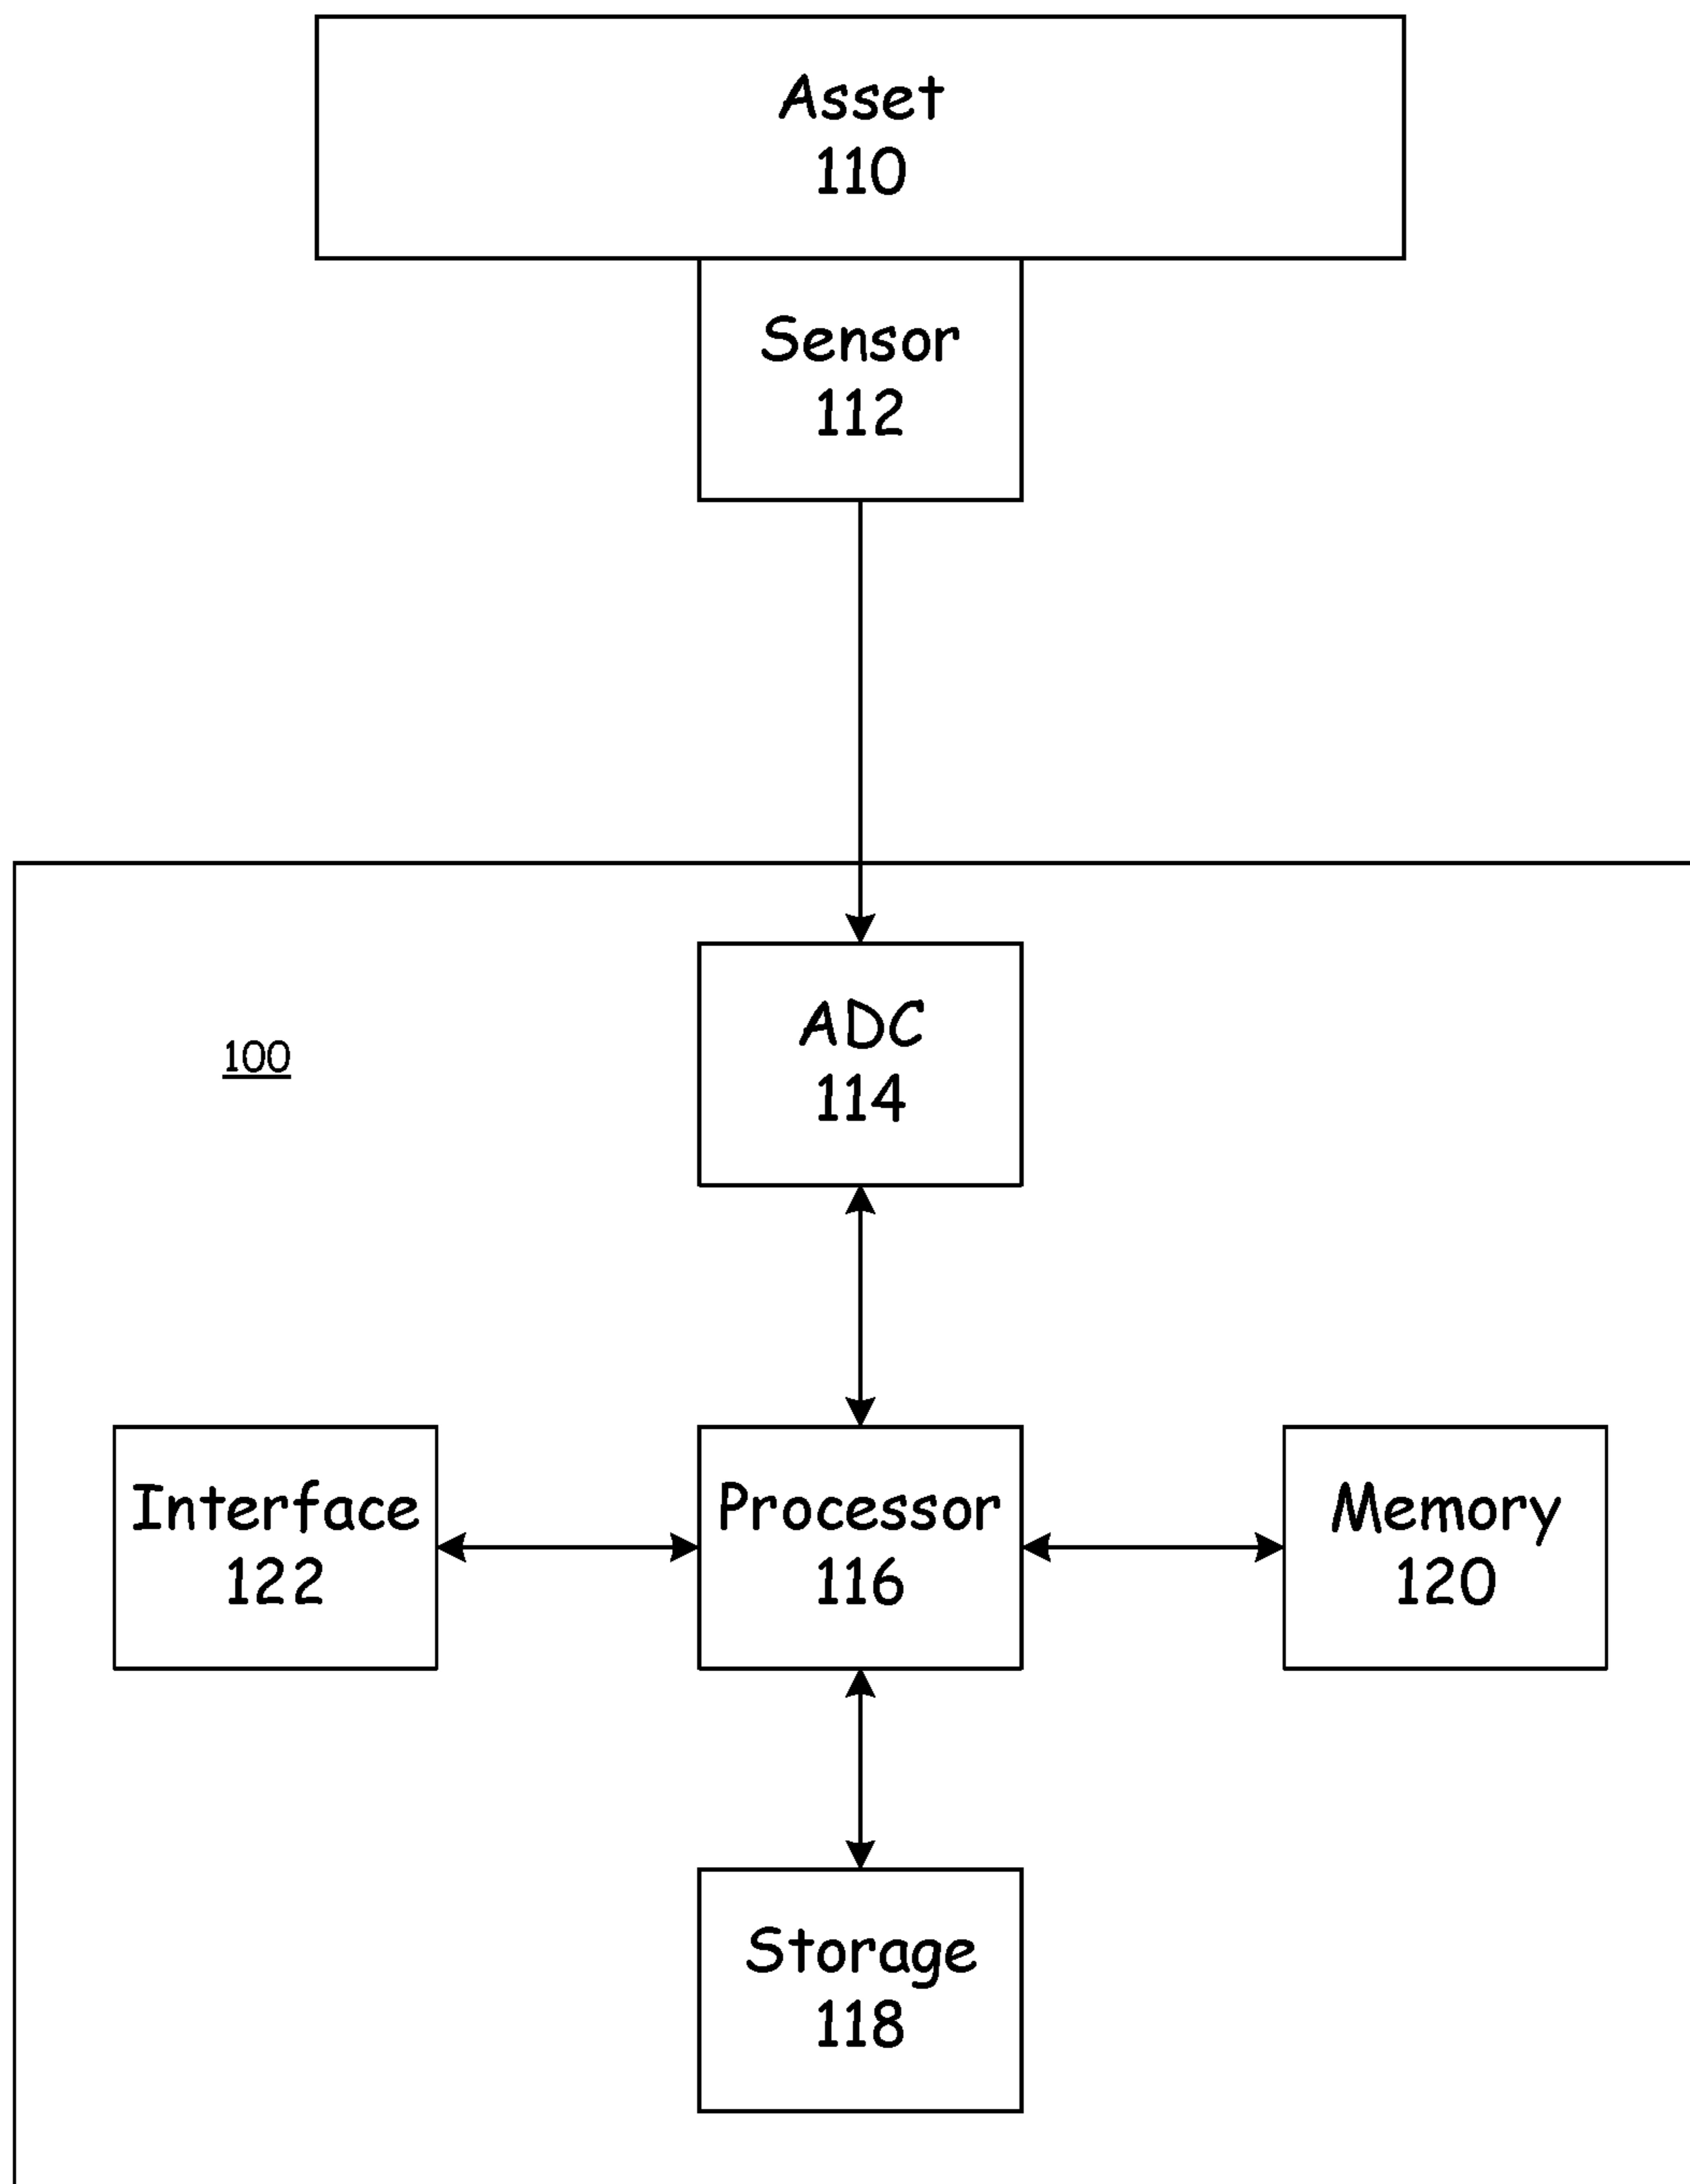 Asset
110
Sensor
112
ADC
114
100
Interface
122
Processor
116
Memory
120
Storage
118